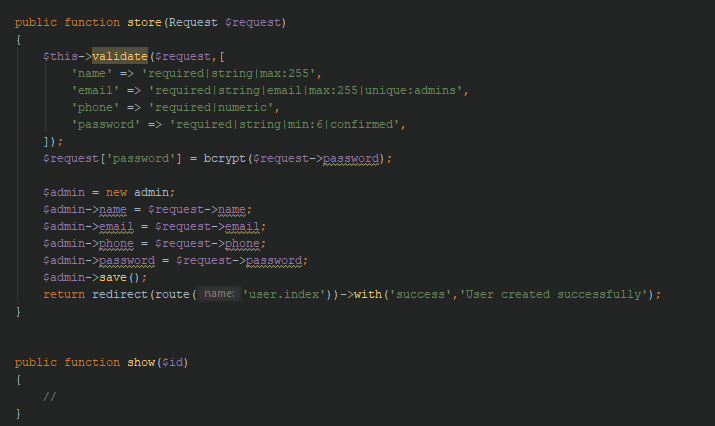 public function store(Request $request)
{
$this->validate($request,[
'name' => 'required|string|max:255',
'email' => 'required|string|email|max:255|unique:admins',
'phone' => 'required|numeric',
'password' => 'required|string|min:6|confirmed',
]);
$request['password'] = bcrypt($request->password);
$admin = new admin;
$admin->name = $request->name;
$admin->email = $request->email;
$admin->phone = $request->phone;
$admin->password = $request->password;
$admin->save();
return redirect(route( name: 'user.index'))->with('success','User created successfully');
}
public function show($id)
{
//
}